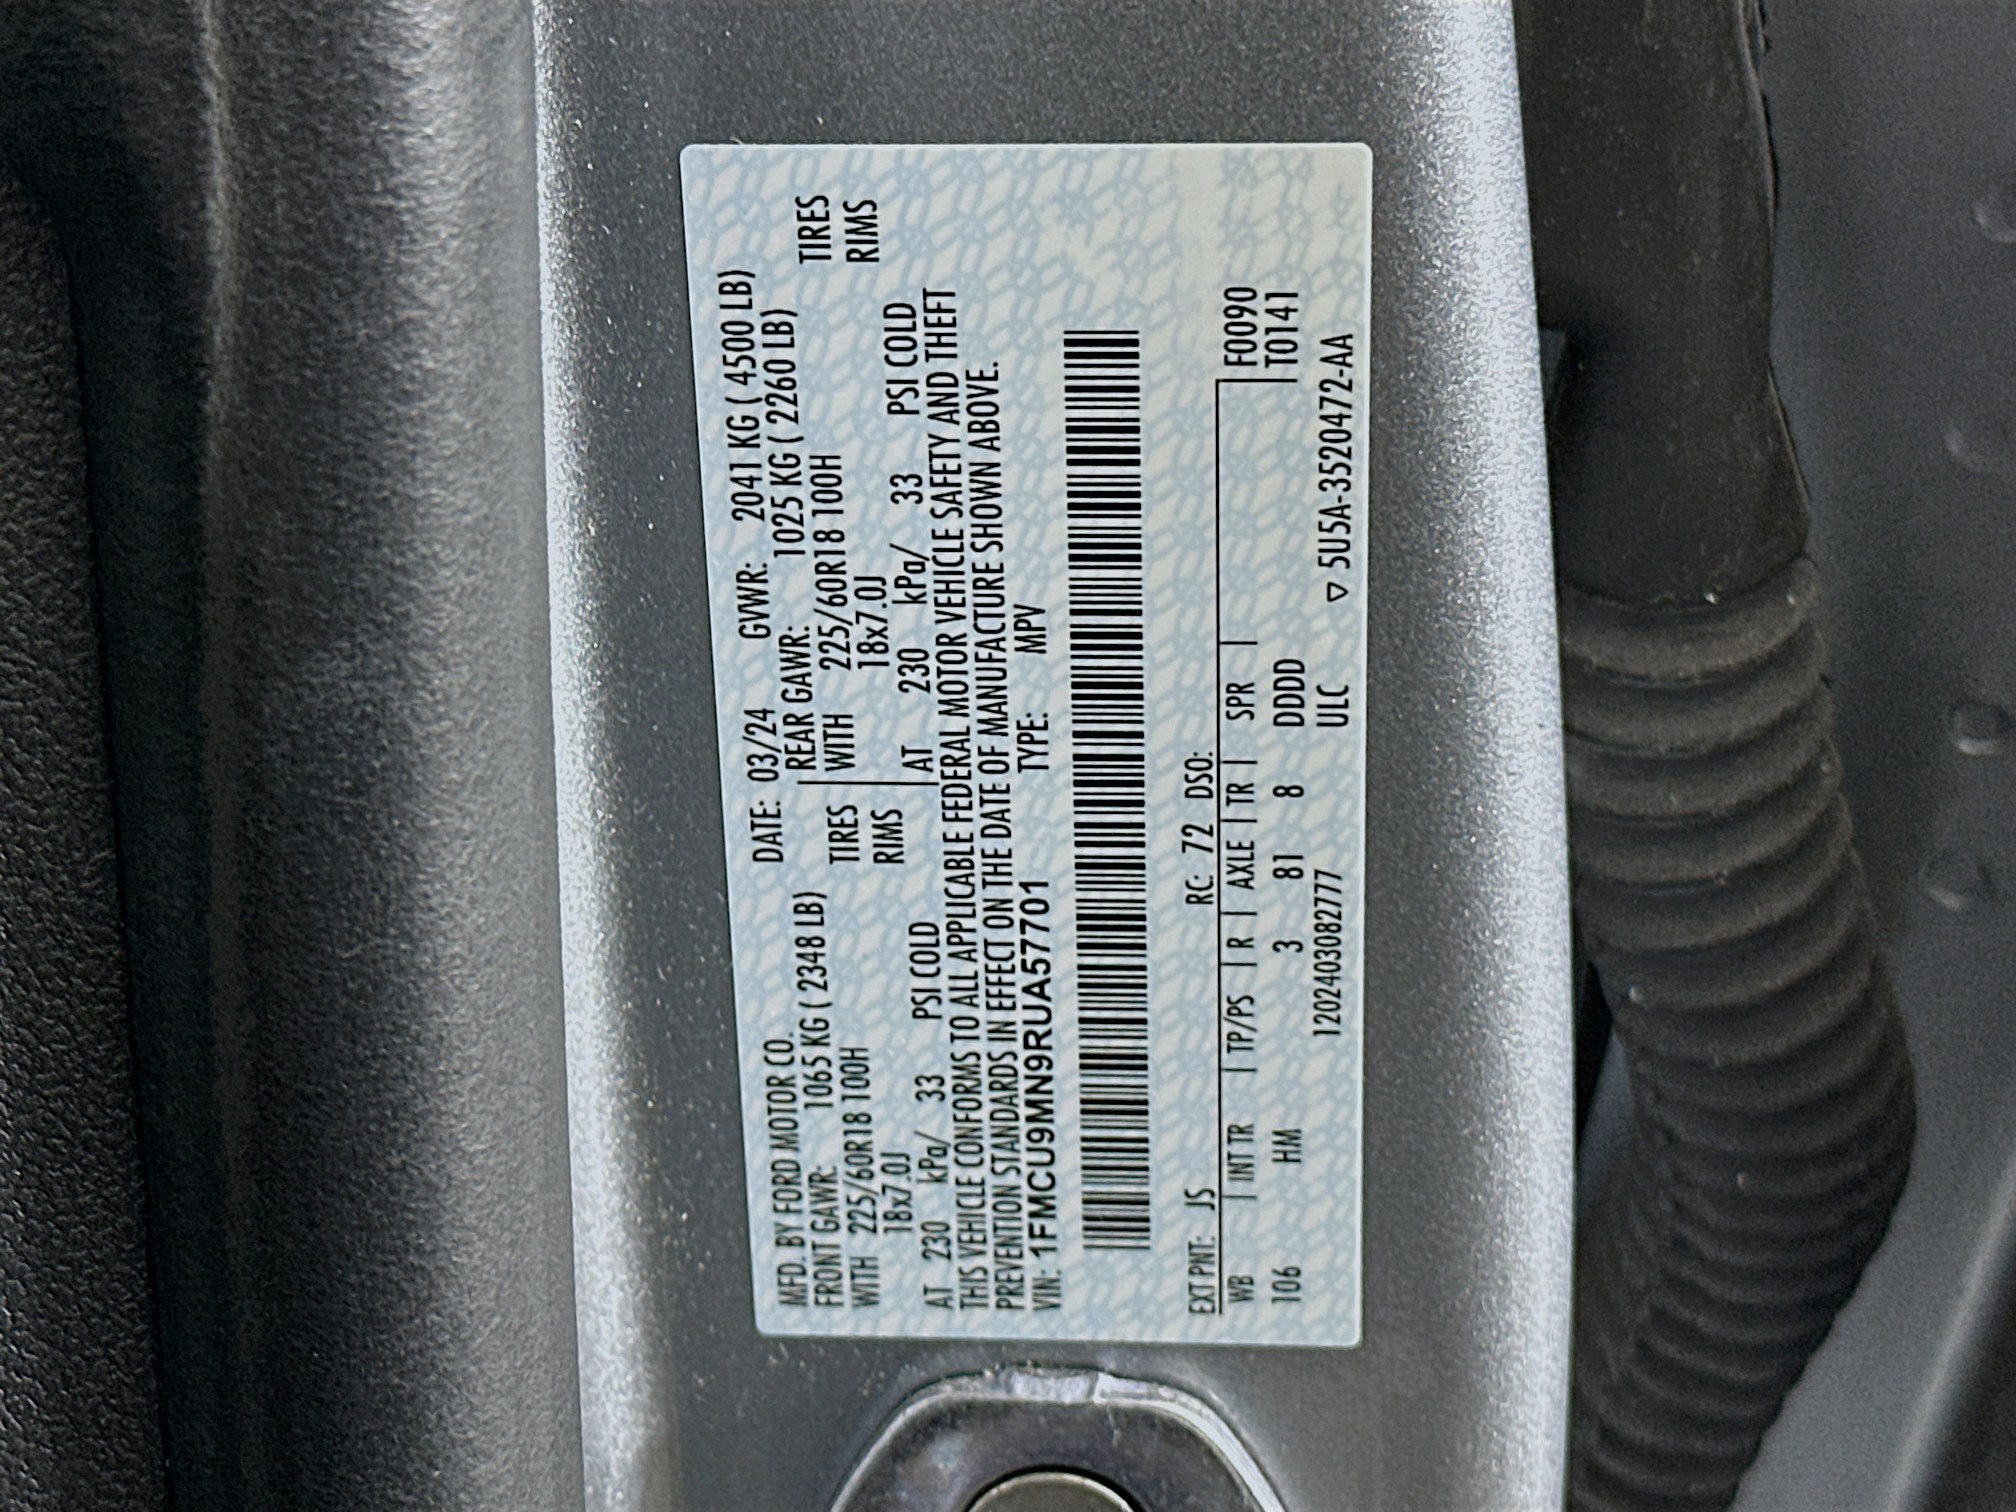 MFD. BY FORD MOTOR CO. DATE: 03/24 GVWR: 2041 KG ( 4500 LB)
FRONT GAWR: 1065 KG ( 2348 LB) REAR GAWR: 1025 KG ( 2260 LB)
WITH 225/60R18 100H TIRES WITH 225/60R18 100H TIRES
18x7.0J RIMS 18x7.0J RIMS
AT 230 kPa/ 33 PSI COLD AT 230 kPa/ 33 PSI COLD
THIS VEHICLE CONFORMS TO ALL APPLICABLE FEDERAL MOTOR VEHICLE SAFETY AND THEFT
PREVENTION STANDARDS IN EFFECT ON THE DATE OF MANUFACTURE SHOWN ABOVE.
VIN: 1FMCU9MN9RUA57701 TYPE: MPV
EXT PNT: JS RC: 72 DSO:
WB | INT TR | TP/PS | R | AXLE | TR | SPR | F0090
106 HM 3 81 8 DDDD T0141
1202403082777 ULC ▽ 5U5A-3520472-AA